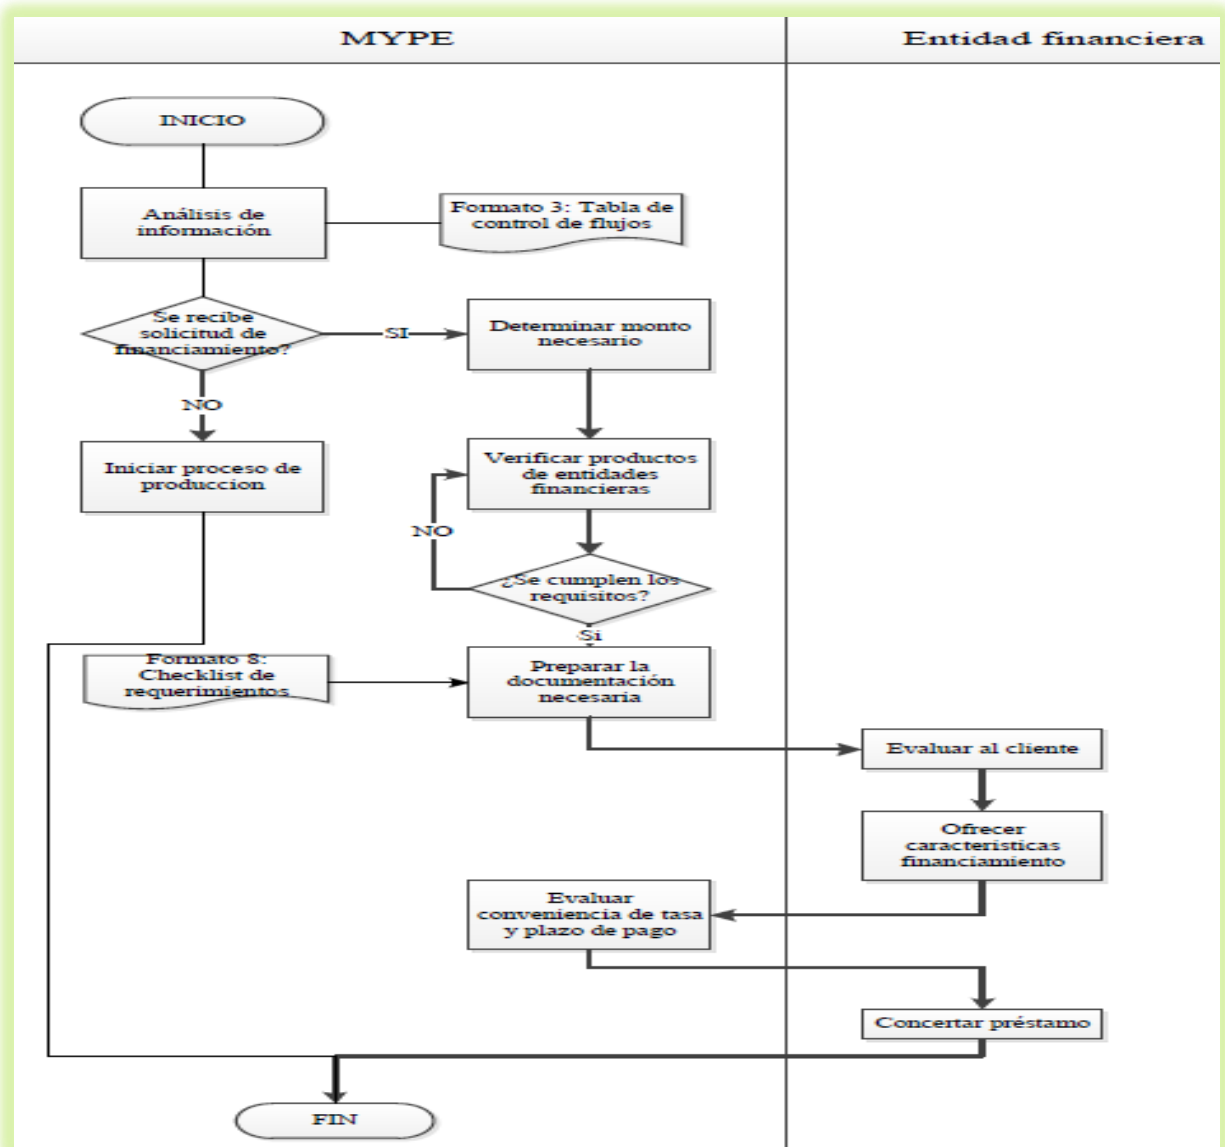 MYPE
Entidad financiera
INICIO
Análisis de
información
Formato 3: Tabla de
control de flujos
Se recibe
solicitud de
financiamiento?
SI
Determinar monto
necesario
NO
Iniciar proceso de
produccion
Verificar productos
de entidades
financieras
NO
¿Se cumplen los
requisitos?
Si
Formato 8:
Checklist de
requerimientos
Preparar la
documentación
necesaria
Evaluar al cliente
Ofrecer
caracteristicas
financiamiento
Evaluar
conveniencia de tasa
y plazo de pago
Concertar préstamo
FIN